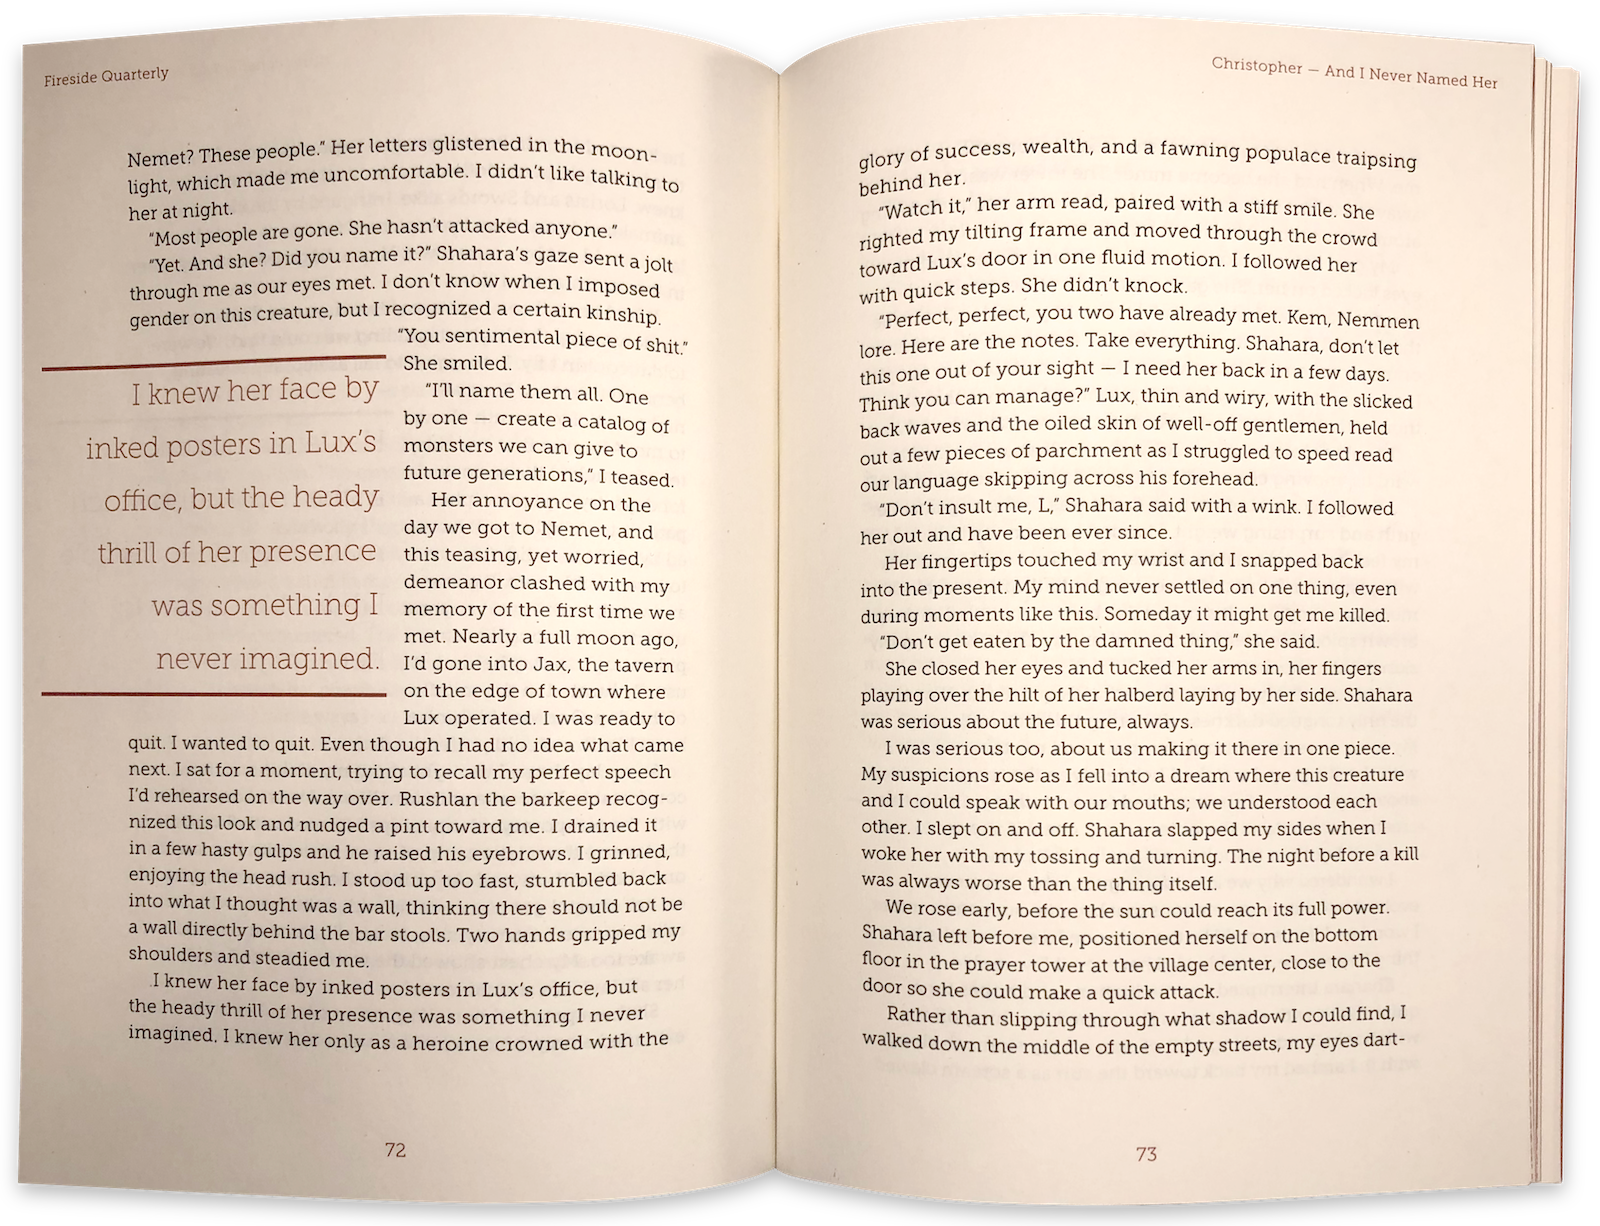 Fireside Quarterly
Nemet? These people.” Her letters glistened in the moon-
light, which made me uncomfortable. I didn’t like talking to
her at night.
“Most people are gone. She hasn’t attacked anyone.”
“Yet. And she? Did you name it?” Shahara’s gaze sent a jolt
through me as our eyes met. I don’t know when I imposed
gender on this creature, but I recognized a certain kinship.
“You sentimental piece of shit.”
She smiled.
“I’ll name them all. One
by one — create a catalog of
monsters we can give to
future generations,” I teased.
Her annoyance on the
day we got to Nemet, and
this teasing, yet worried,
demeanor clashed with my
memory of the first time we
met. Nearly a full moon ago,
I’d gone into Jax, the tavern
on the edge of town where
Lux operated. I was ready to
I knew her face by
inked posters in Lux’s
office, but the heady
thrill of her presence
was something I
never imagined.
quit. I wanted to quit. Even though I had no idea what came
next. I sat for a moment, trying to recall my perfect speech
I’d rehearsed on the way over. Rushlan the barkeep recog-
nized this look and nudged a pint toward me. I drained it
in a few hasty gulps and he raised his eyebrows. I grinned,
enjoying the head rush. I stood up too fast, stumbled back
into what I thought was a wall, thinking there should not be
a wall directly behind the bar stools. Two hands gripped my
shoulders and steadied me.
I knew her face by inked posters in Lux’s office, but
the heady thrill of her presence was something I never
imagined. I knew her only as a heroine crowned with the
72
Christopher — And I Never Named Her
glory of success, wealth, and a fawning populace traipsing
behind her.
“Watch it,” her arm read, paired with a stiff smile. She
righted my tilting frame and moved through the crowd
toward Lux’s door in one fluid motion. I followed her
with quick steps. She didn’t knock.
“Perfect, perfect, you two have already met. Kem, Nemmen
lore. Here are the notes. Take everything. Shahara, don’t let
this one out of your sight — I need her back in a few days.
Think you can manage?” Lux, thin and wiry, with the slicked
back waves and the oiled skin of well-off gentlemen, held
out a few pieces of parchment as I struggled to speed read
our language skipping across his forehead.
“Don’t insult me, L,” Shahara said with a wink. I followed
her out and have been ever since.
Her fingertips touched my wrist and I snapped back
into the present. My mind never settled on one thing, even
during moments like this. Someday it might get me killed.
“Don’t get eaten by the damned thing,” she said.
She closed her eyes and tucked her arms in, her fingers
playing over the hilt of her halberd laying by her side. Shahara
was serious about the future, always.
I was serious too, about us making it there in one piece.
My suspicions rose as I fell into a dream where this creature
and I could speak with our mouths; we understood each
other. I slept on and off. Shahara slapped my sides when I
woke her with my tossing and turning. The night before a kill
was always worse than the thing itself.
We rose early, before the sun could reach its full power.
Shahara left before me, positioned herself on the bottom
floor in the prayer tower at the village center, close to the
door so she could make a quick attack.
Rather than slipping through what shadow I could find, I
walked down the middle of the empty streets, my eyes dart-
73